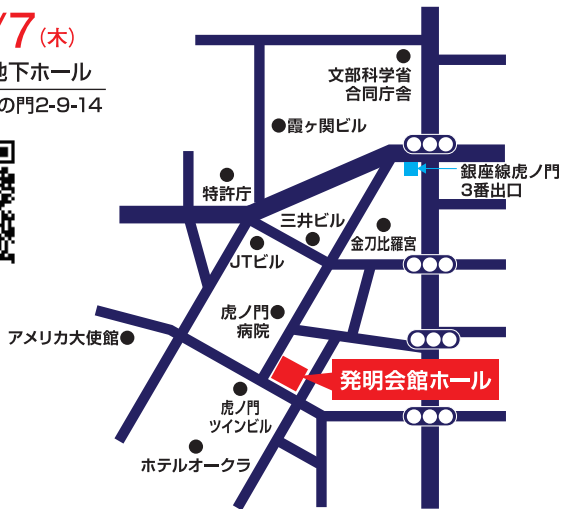 /7(木)
地下ホール
の門2-9-14
文部科学省
合同庁舎
霞ヶ関ビル
銀座線虎ノ門
3番出口
特許庁
三井ビル
金刀比羅宮
JTビル
虎ノ門
病院
アメリカ大使館
発明会館ホール
虎ノ門
ツインビル
ホテルオークラ